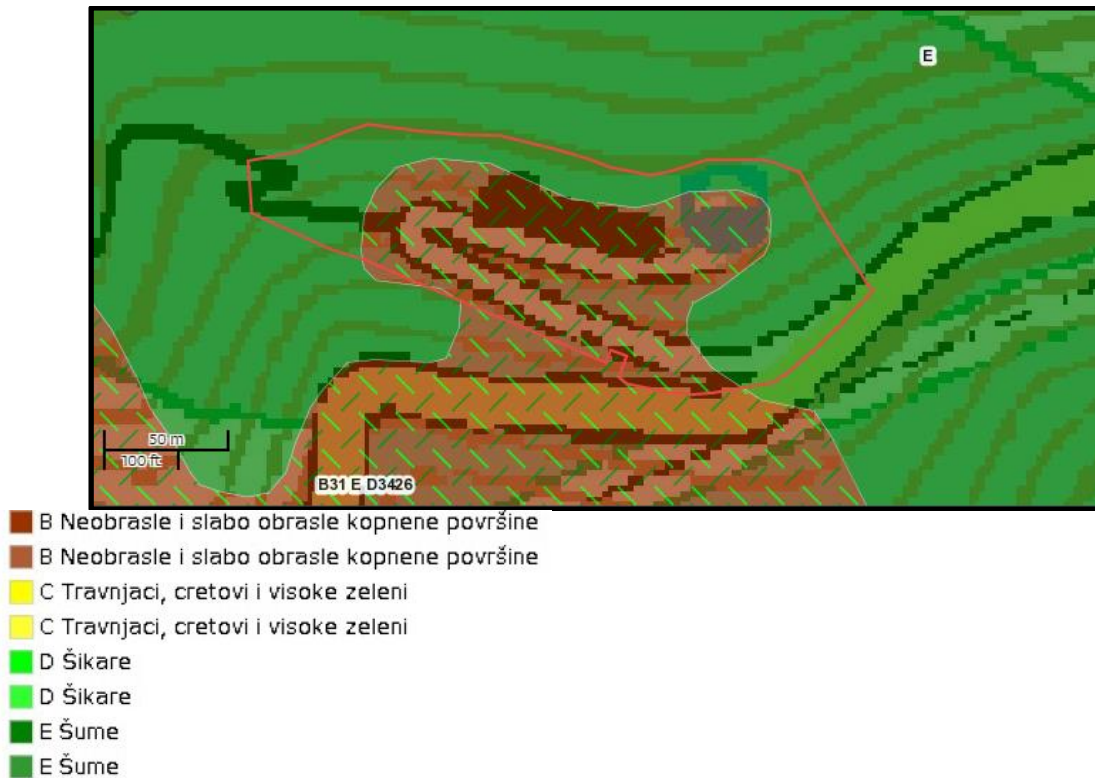 E
50 m
100 ft
B31 E D3426
B Neobrasle i slabo obrasle kopnene površine
B Neobrasle i slabo obrasle kopnene površine
C Travnjaci, cretovi i visoke zeleni
C Travnjaci, cretovi i visoke zeleni
D Šikare
D Šikare
E Šume
E Šume